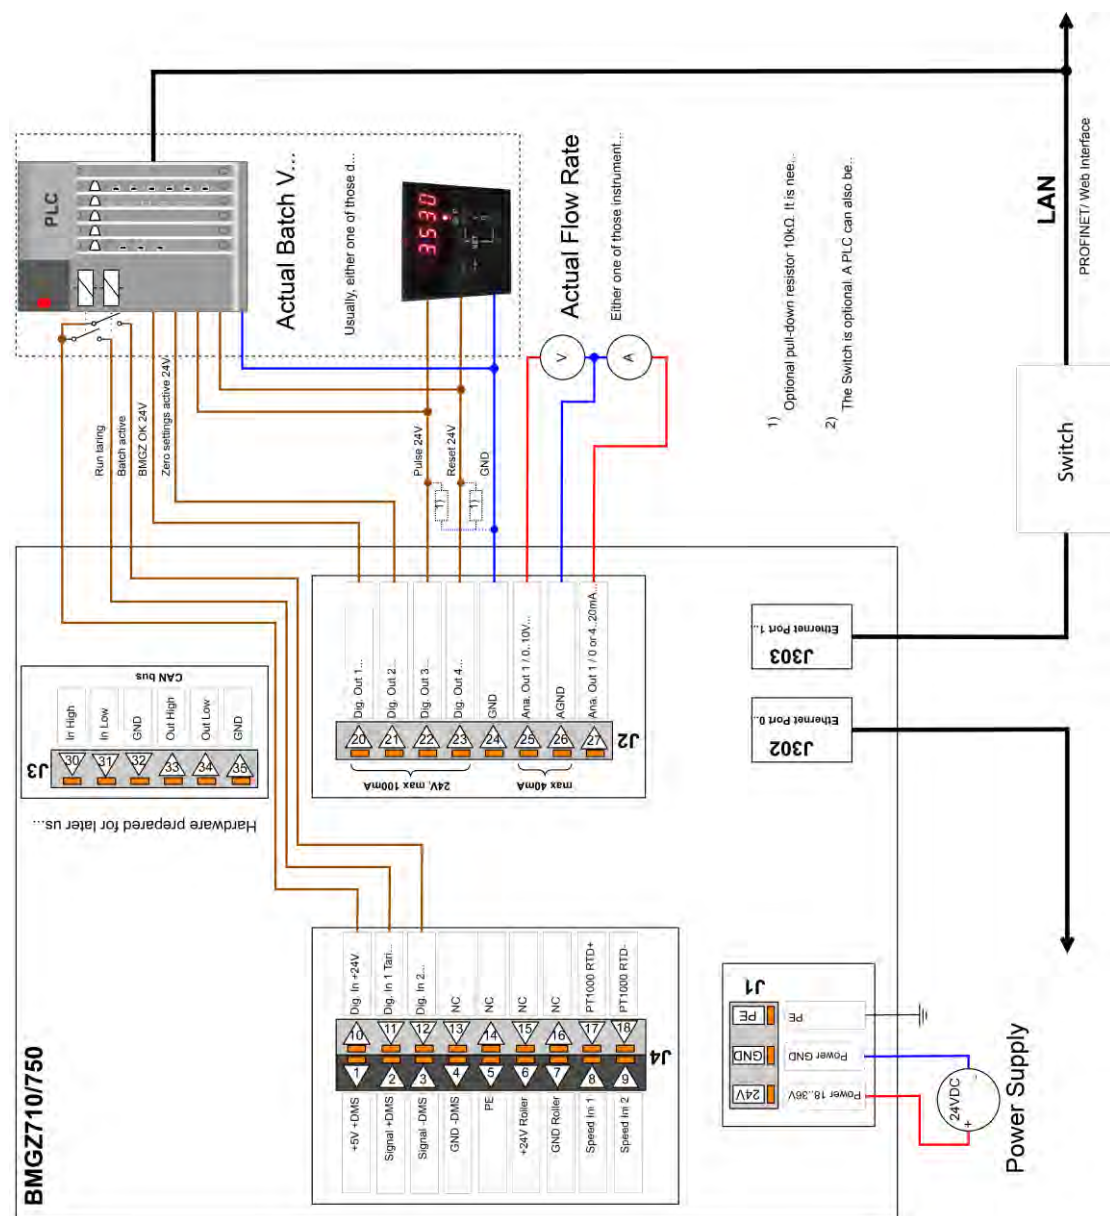 PLC
Actual Batch V...
Usually, either one of those d...
3530
SET
Actual Flow Rate
Either one of those instrument...
V
A
1) Optional pull-down resistor 10kΩ. It is nee...
2) The Switch is optional. A PLC can also be..
LAN
PROFINET/ Web Interface
Switch
Run taring
Batch active
BMGZ OK 24V
Zero settings active 24V
Pulse 24V
Reset 24V
GND
1)
1)
BMGZ710/750
J3
CAN bus
In High
In Low
GND
Out High
Out Low
GND
30
31
32
33
34
35
Hardware prepared for later us...
J2
Dig. Out 1...
Dig. Out 2...
Dig. Out 3...
Dig. Out 4...
GND
Ana. Out 1 / 0..10V...
AGND
Ana. Out 1 / 0 or 4..20mA...
20
21
22
23
24
25
26
27
24V, max 100mA
max 40mA
Ethernet Port 1...
J303
Ethernet Port 0..
J302
J4
Dig. In +24V
Dig. In 1 Tari...
Dig. In 2...
NC
NC
NC
NC
PT1000 RTD+
PT1000 RTD-
10
11
12
13
14
15
16
17
18
1
2
3
4
5
6
7
8
9
+5V +DMS
Signal +DMS
Signal -DMS
GND -DMS
PE
+24V Roller
GND Roller
Speed In 1
Speed In 2
J1
PE
GND
24V
PE
Power GND
Power 18..36V
24VDC
+
-
Power Supply